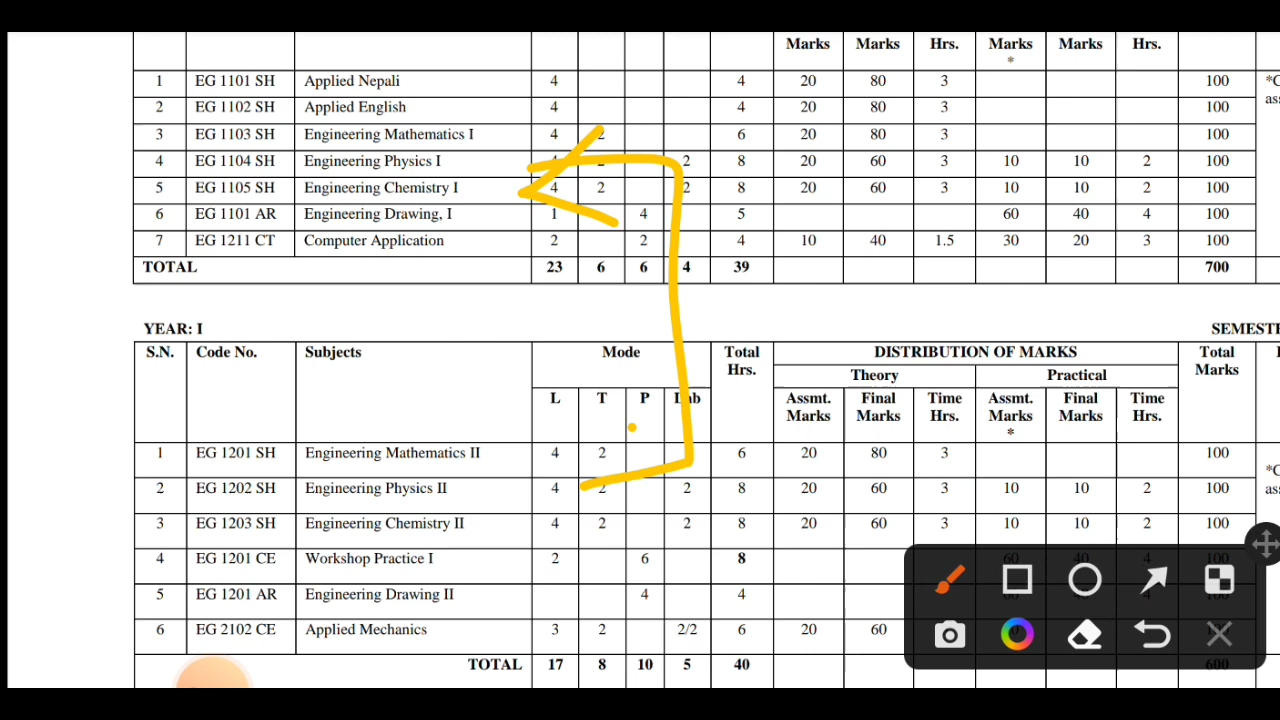 Marks Marks Hrs. Marks * Marks Hrs.
1 EG 1101 SH Applied Nepali 4 4 20 80 3 100 *C
2 EG 1102 SH Applied English 4 4 20 80 3 100 ass
3 EG 1103 SH Engineering Mathematics I 4 2 6 20 80 3 100
4 EG 1104 SH Engineering Physics I 4 2 2 8 20 60 3 10 10 2 100
5 EG 1105 SH Engineering Chemistry I 4 2 2 8 20 60 3 10 10 2 100
6 EG 1101 AR Engineering Drawing, I 1 4 5 60 40 4 100
7 EG 1211 CT Computer Application 2 2 4 10 40 1.5 30 20 3 100
TOTAL 23 6 6 4 39 700
YEAR: I SEMESTE
S.N. Code No. Subjects Mode Total Hrs. DISTRIBUTION OF MARKS Total Marks
Theory Practical
L T P Lab Assmt. Marks Final Marks Time Hrs. Assmt. Marks * Final Marks Time Hrs.
1 EG 1201 SH Engineering Mathematics II 4 2 6 20 80 3 100 *C
2 EG 1202 SH Engineering Physics II 4 2 2 8 20 60 3 10 10 2 100 ass
3 EG 1203 SH Engineering Chemistry II 4 2 2 8 20 60 3 10 10 2 100
4 EG 1201 CE Workshop Practice I 2 6 8 60 40 4 100
5 EG 1201 AR Engineering Drawing II 4 4
6 EG 2102 CE Applied Mechanics 3 2 2/2 6 20 60
TOTAL 17 8 10 5 40 600